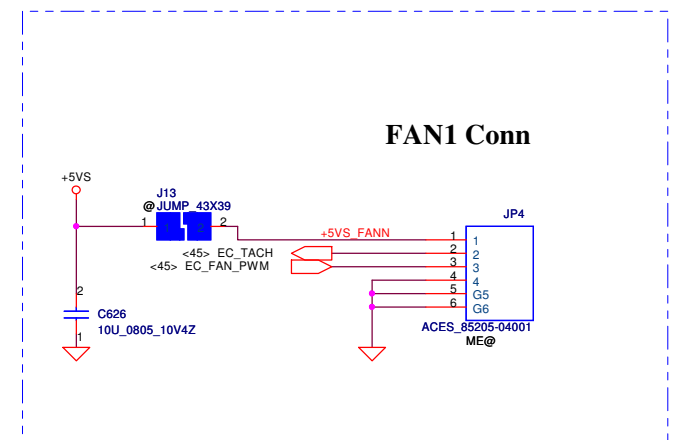 FAN1 Conn
+5VS
J13
@ JUMP_43X39
1 1 2 2
+5VS_FANN
<45> EC_TACH
<45> EC_FAN_PWM
JP4
1 1
2 2
3 3
4 4
5 G5
6 G6
ACES_85205-04001
ME@
2
C626
10U_0805_10V4Z
1